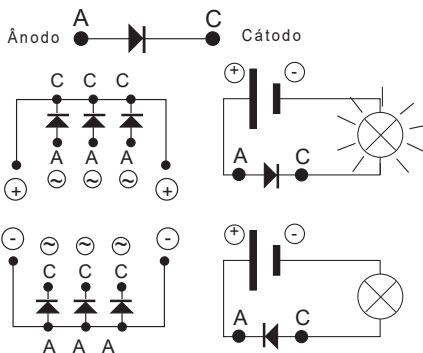 Ânodo A C Cátodo
C C C
A A A
+ ~ ~ ~ +
+ -
A C
- ~ ~ ~ -
C C C
A A A
+ -
A C